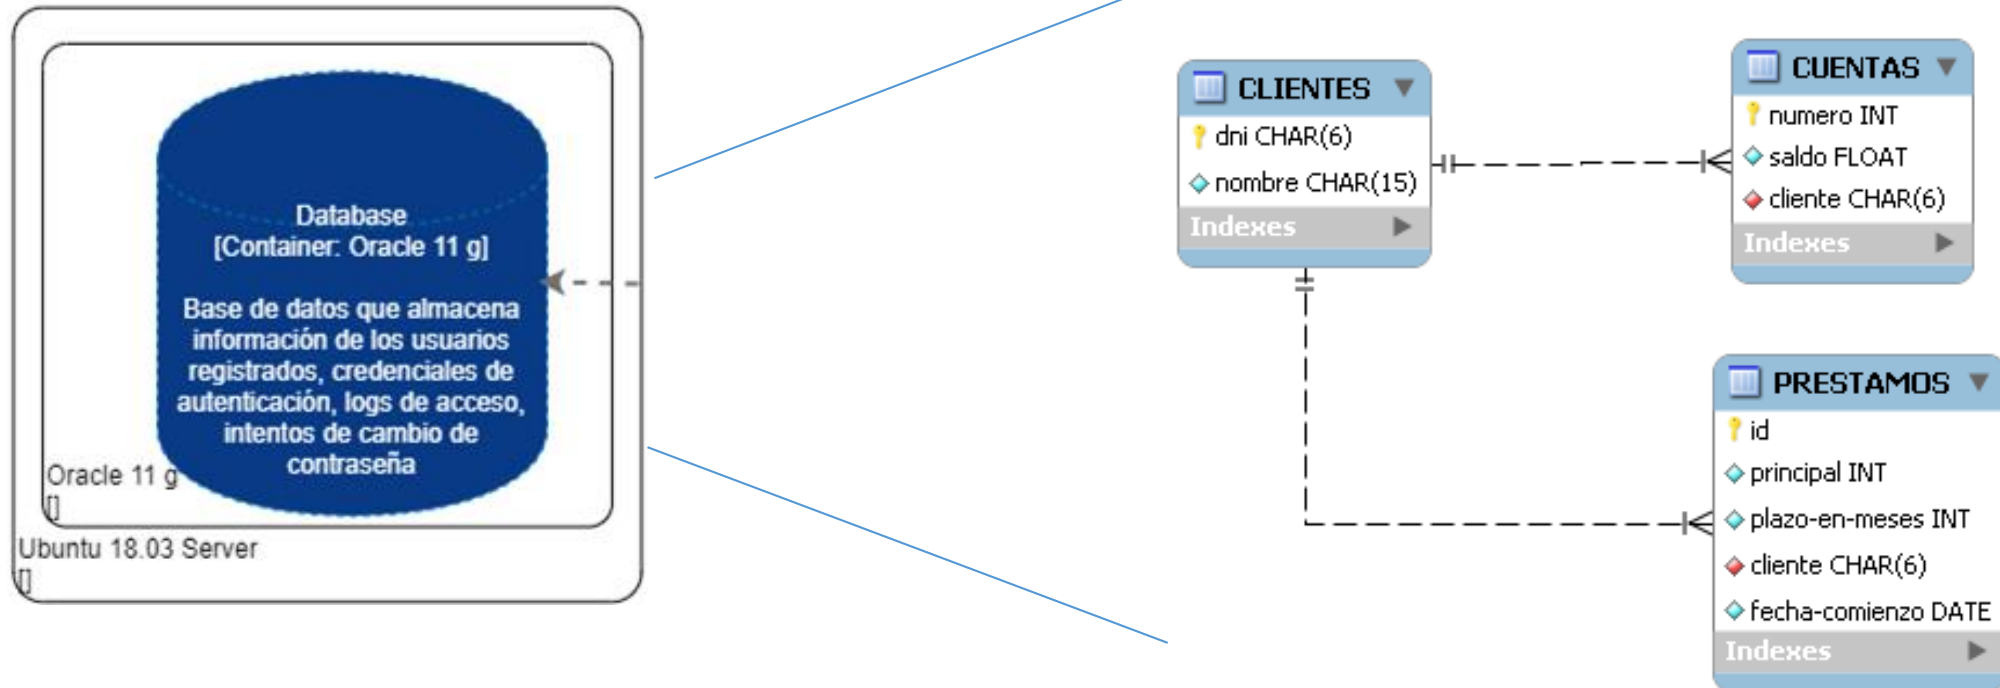 Database
[Container: Oracle 11 g]
Base de datos que almacena
información de los usuarios
registrados, credenciales de
autenticación, logs de acceso,
intentos de cambio de
contraseña
Oracle 11 g
[]
Ubuntu 18.03 Server
[]
CLIENTES
dni CHAR(6)
nombre CHAR(15)
Indexes
CUENTAS
numero INT
saldo FLOAT
cliente CHAR(6)
Indexes
PRESTAMOS
id
principal INT
plazo-en-meses INT
cliente CHAR(6)
fecha-comienzo DATE
Indexes